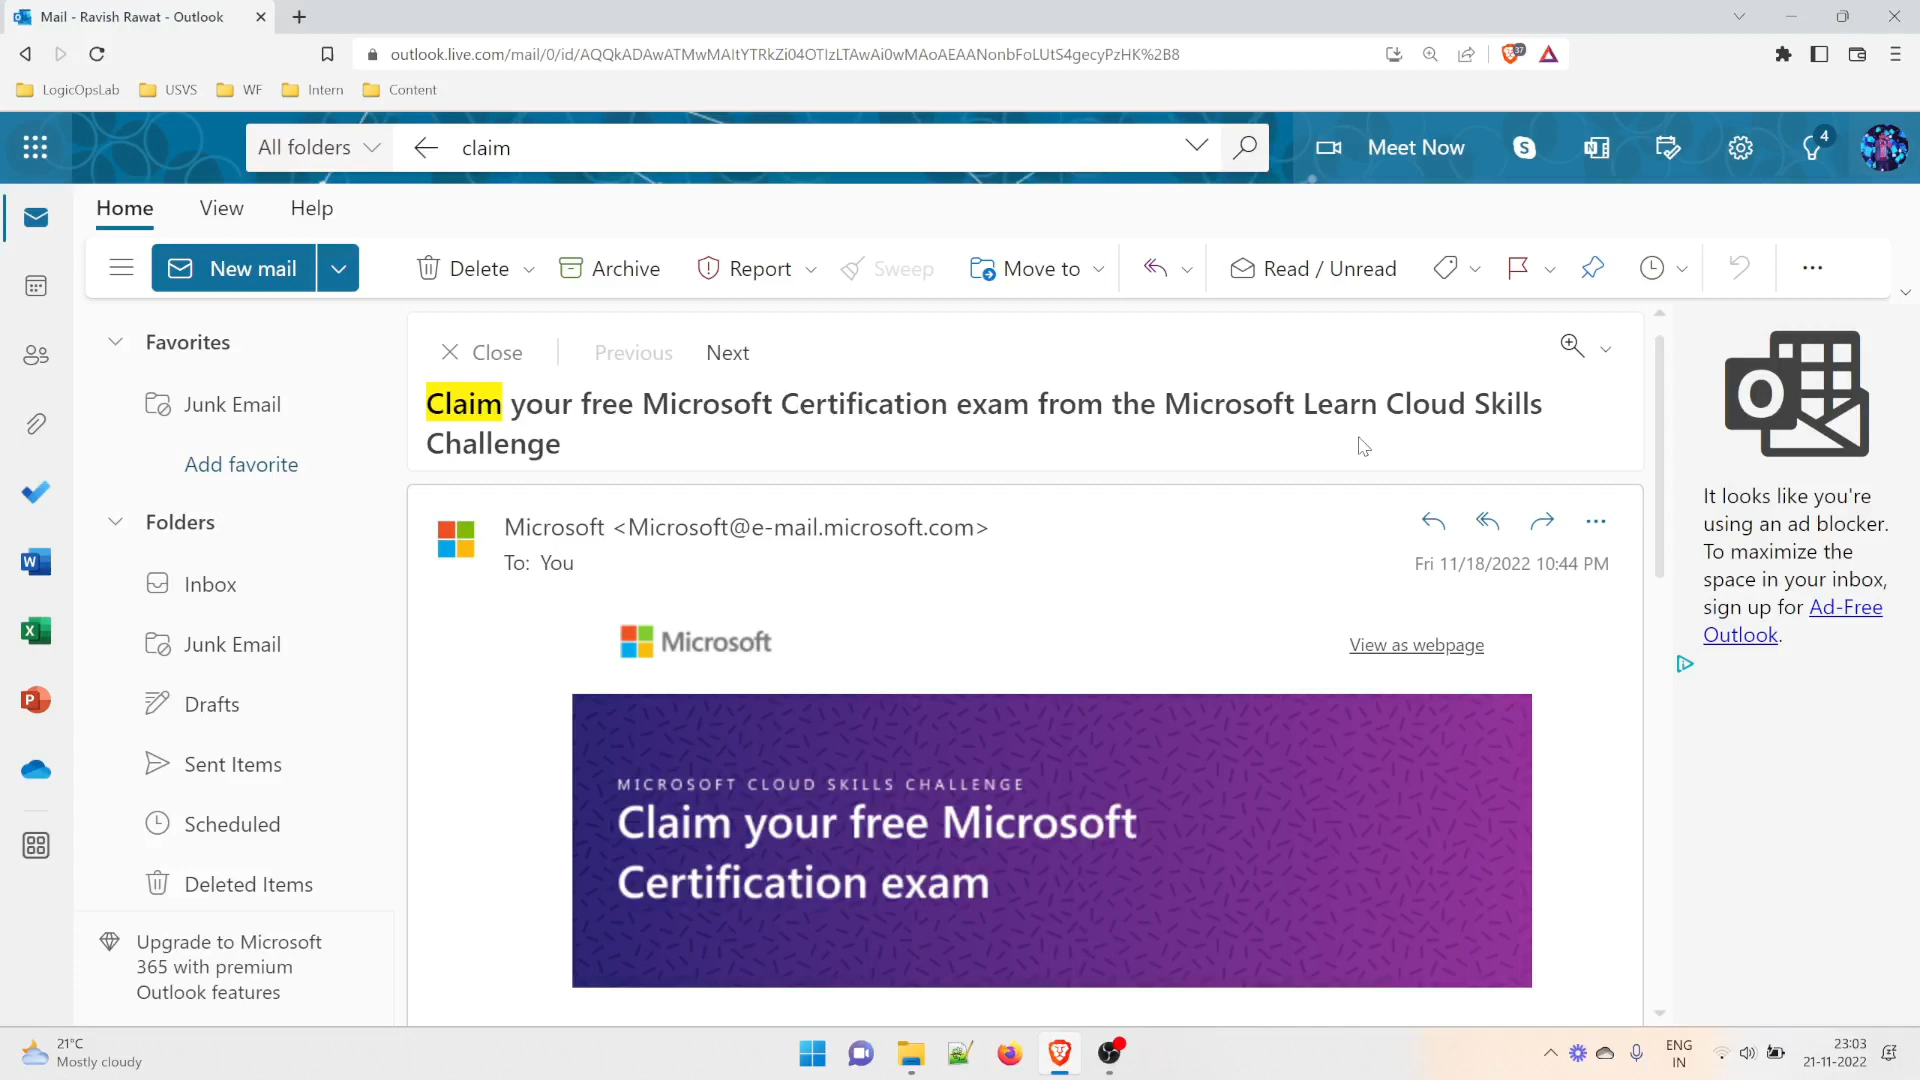 Mail - Ravish Rawat - Outlook
outlook.live.com/mail/0/id/AQQkADAwATMwMAItYTRkZi04OTIzLTAwAi0wMAoAEAANonbFoLUtS4gecyPzHK%2B8
37
LogicOpsLab USVS WF Intern Content
All folders claim
Meet Now
4
Home View Help
New mail Delete Archive Report Sweep Move to Read / Unread
Favorites
Junk Email
Add favorite
Folders
Inbox
Junk Email
Drafts
Sent Items
Scheduled
Deleted Items
Upgrade to Microsoft
365 with premium
Outlook features
Close Previous Next
Claim your free Microsoft Certification exam from the Microsoft Learn Cloud Skills
Challenge
Microsoft <Microsoft@e-mail.microsoft.com>
To: You
Fri 11/18/2022 10:44 PM
Microsoft
View as webpage
MICROSOFT CLOUD SKILLS CHALLENGE
Claim your free Microsoft
Certification exam
It looks like you're
using an ad blocker.
To maximize the
space in your inbox,
sign up for Ad-Free
Outlook.
21°C
Mostly cloudy
ENG
IN
23:03
21-11-2022